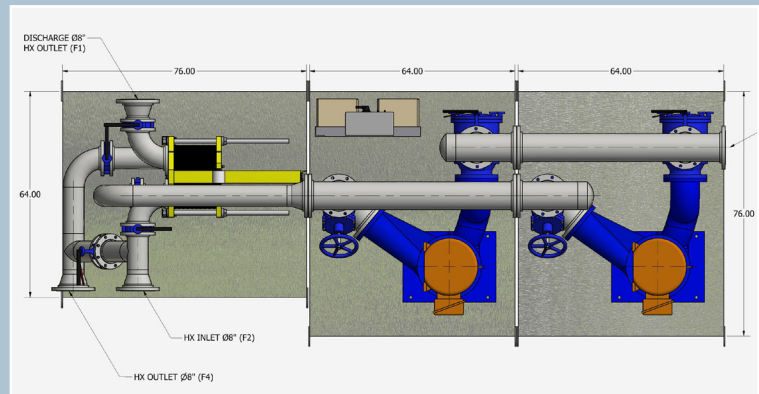 DISCHARGE Ø8"
HX OUTLET (F1)
76.00
64.00
64.00
64.00
76.00
HX INLET Ø8" (F2)
HX OUTLET Ø8" (F4)